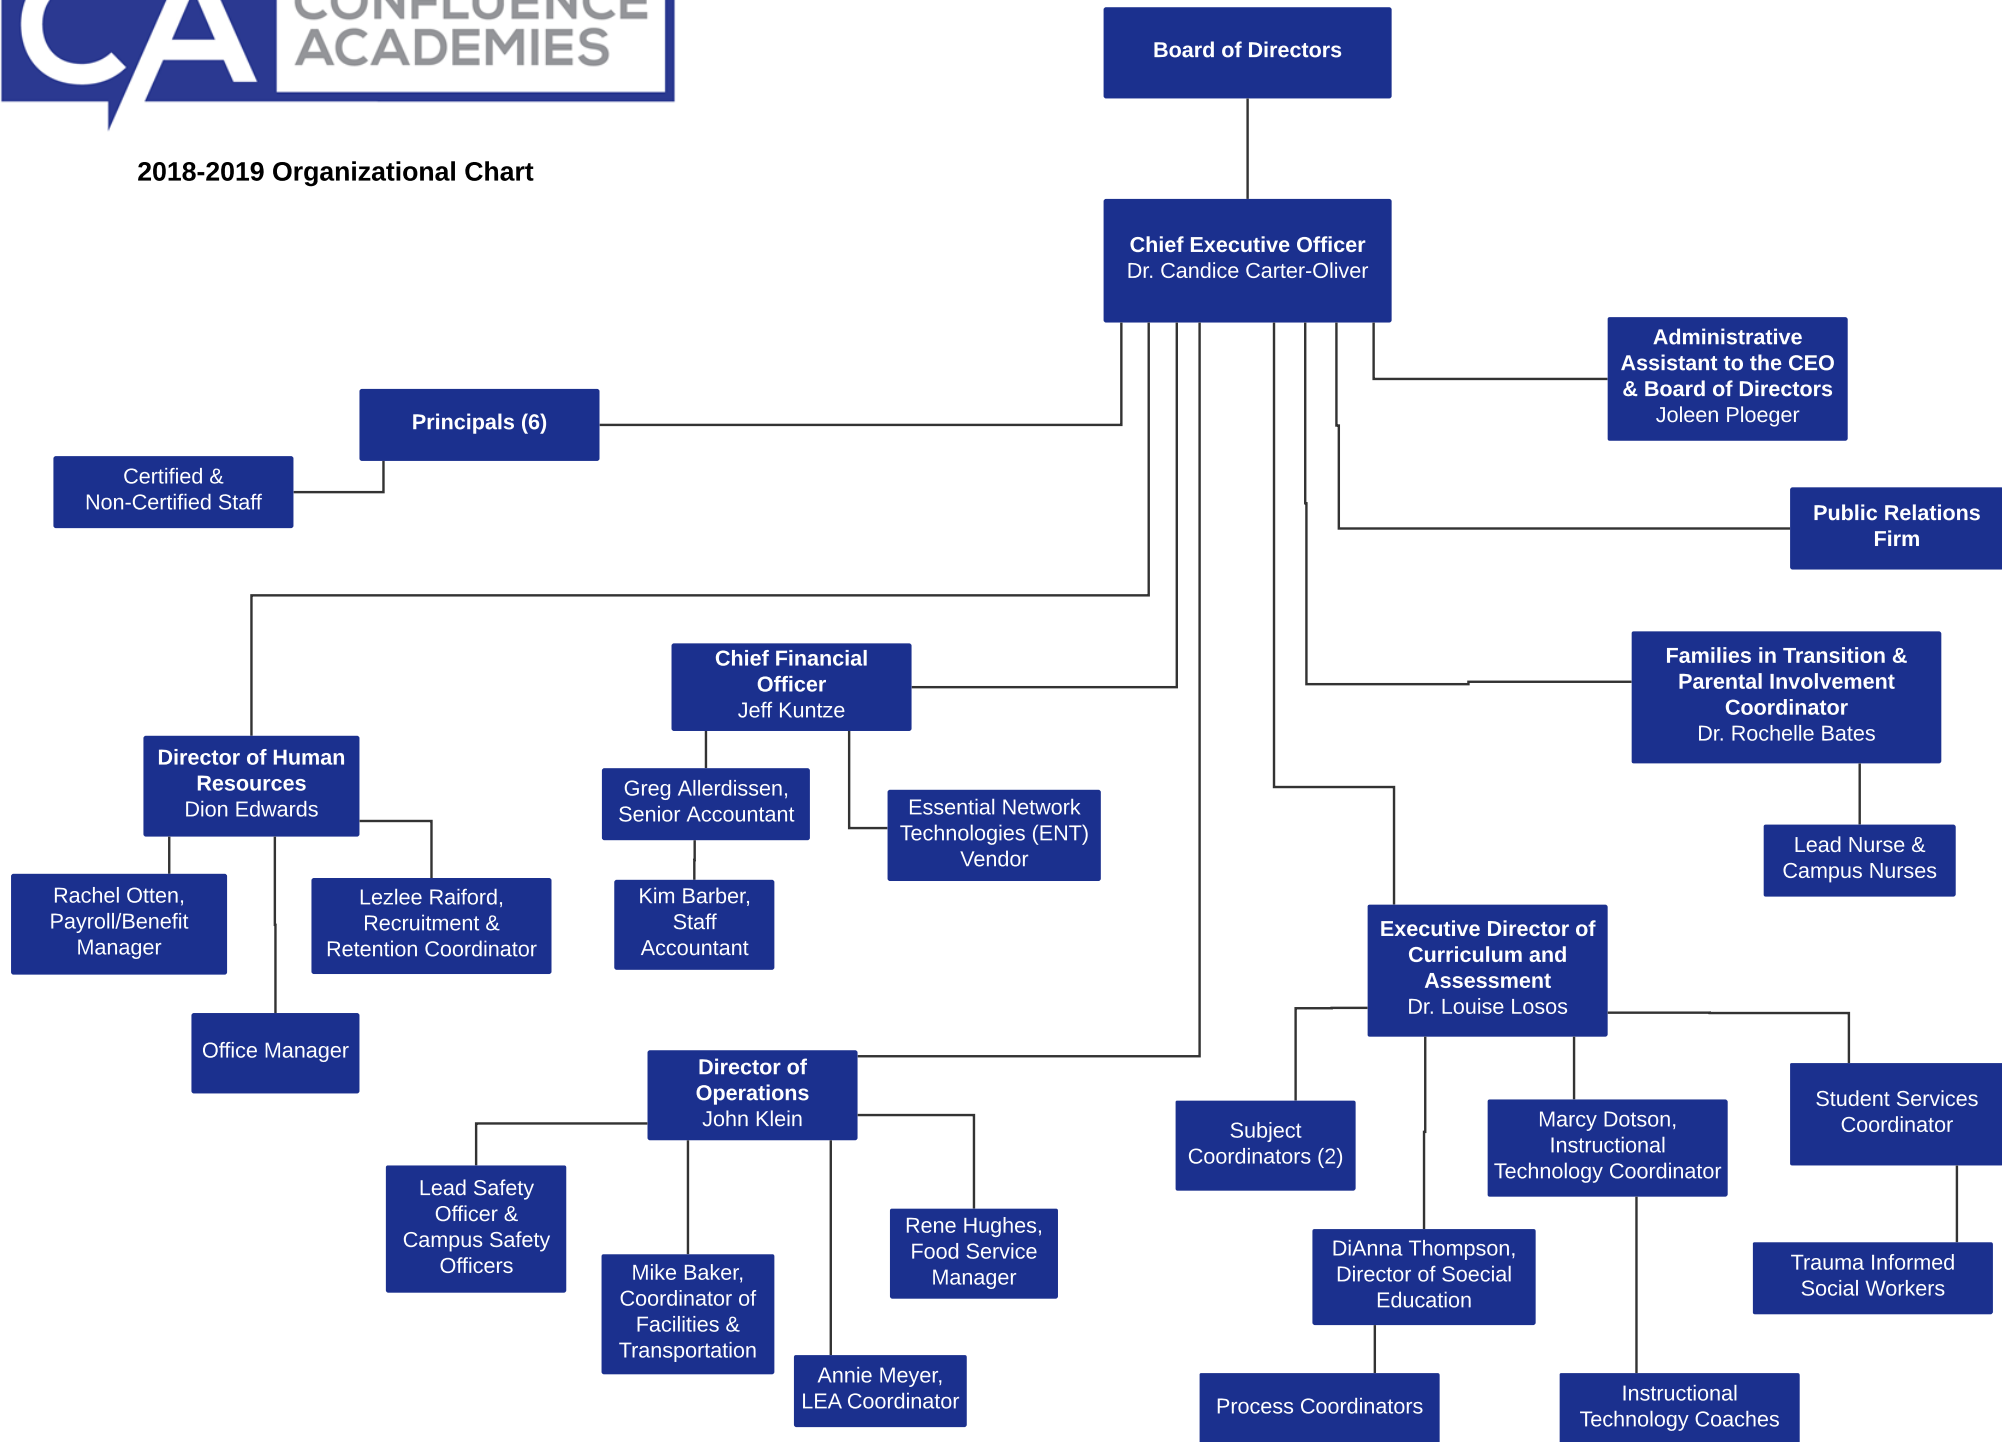 CA
CONFLUENCE
ACADEMIES
2018-2019 Organizational Chart
Board of Directors
Chief Executive Officer
Dr. Candice Carter-Oliver
Administrative
Assistant to the CEO
& Board of Directors
Joleen Ploeger
Principals (6)
Certified &
Non-Certified Staff
Public Relations
Firm
Families in Transition &
Parental Involvement
Coordinator
Dr. Rochelle Bates
Lead Nurse &
Campus Nurses
Chief Financial
Officer
Jeff Kuntze
Greg Allerdissen,
Senior Accountant
Essential Network
Technologies (ENT)
Vendor
Kim Barber,
Staff
Accountant
Director of Human
Resources
Dion Edwards
Rachel Otten,
Payroll/Benefit
Manager
Lezlee Raiford,
Recruitment &
Retention Coordinator
Office Manager
Executive Director of
Curriculum and
Assessment
Dr. Louise Losos
Director of
Operations
John Klein
Lead Safety
Officer &
Campus Safety
Officers
Mike Baker,
Coordinator of
Facilities &
Transportation
Annie Meyer,
LEA Coordinator
Rene Hughes,
Food Service
Manager
Subject
Coordinators (2)
DiAnna Thompson,
Director of Soecial
Education
Process Coordinators
Marcy Dotson,
Instructional
Technology Coordinator
Instructional
Technology Coaches
Student Services
Coordinator
Trauma Informed
Social Workers